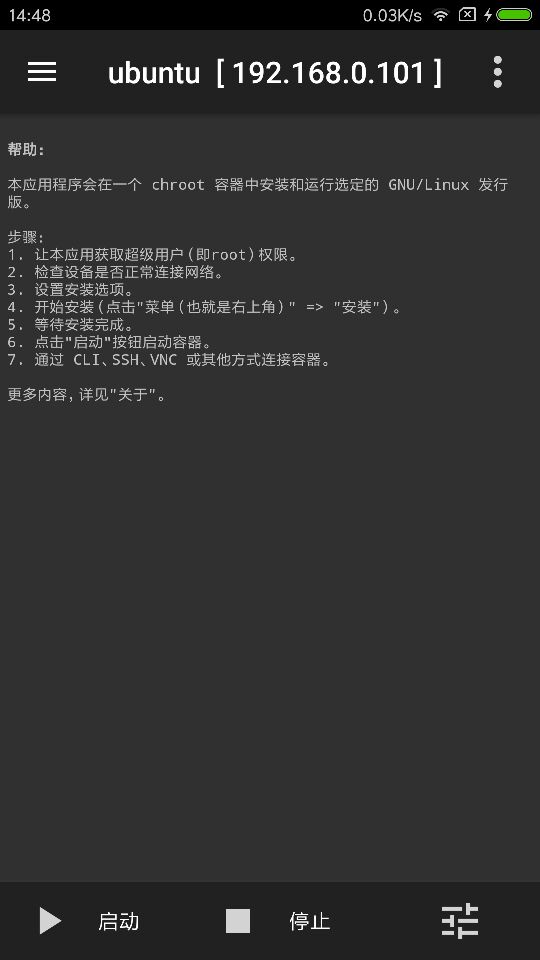 14:48 0.03K/s
ubuntu [ 192.168.0.101 ]
帮助:
本应用程序会在一个 chroot 容器中安装和运行选定的 GNU/Linux 发行
版。
步骤:
1. 让本应用获取超级用户(即root)权限。
2. 检查设备是否正常连接网络。
3. 设置安装选项。
4. 开始安装(点击"菜单(也就是右上角)" => "安装")。
5. 等待安装完成。
6. 点击"启动"按钮启动容器。
7. 通过 CLI、SSH、VNC 或其他方式连接容器。
更多内容,详见"关于"。
启动 停止